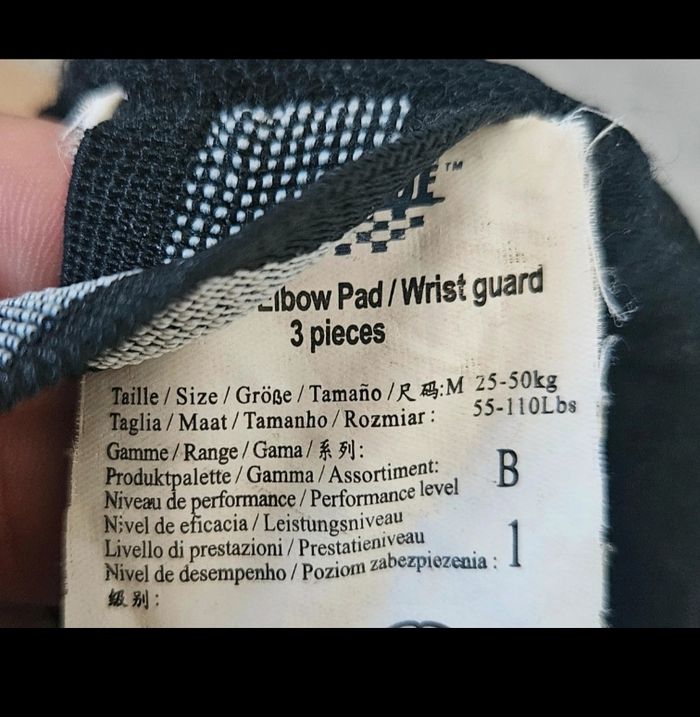 Pad / Wrist guard
3 pieces
Taille / Size / Größe / Tamaño / 尺 码:M 25-50kg
Taglia / Maat / Tamanho / Rozmiar : 55-110Lbs
Gamme / Range / Gama / 系 列:
Produktpalette / Gamma / Assortiment: B
Niveau de performance / Performance level
Nivel de eficacia / Leistungsniveau
Livello di prestazioni / Prestatieniveau
Nivel de desempenho / Poziom zabezpiezenia : 1
级 别: